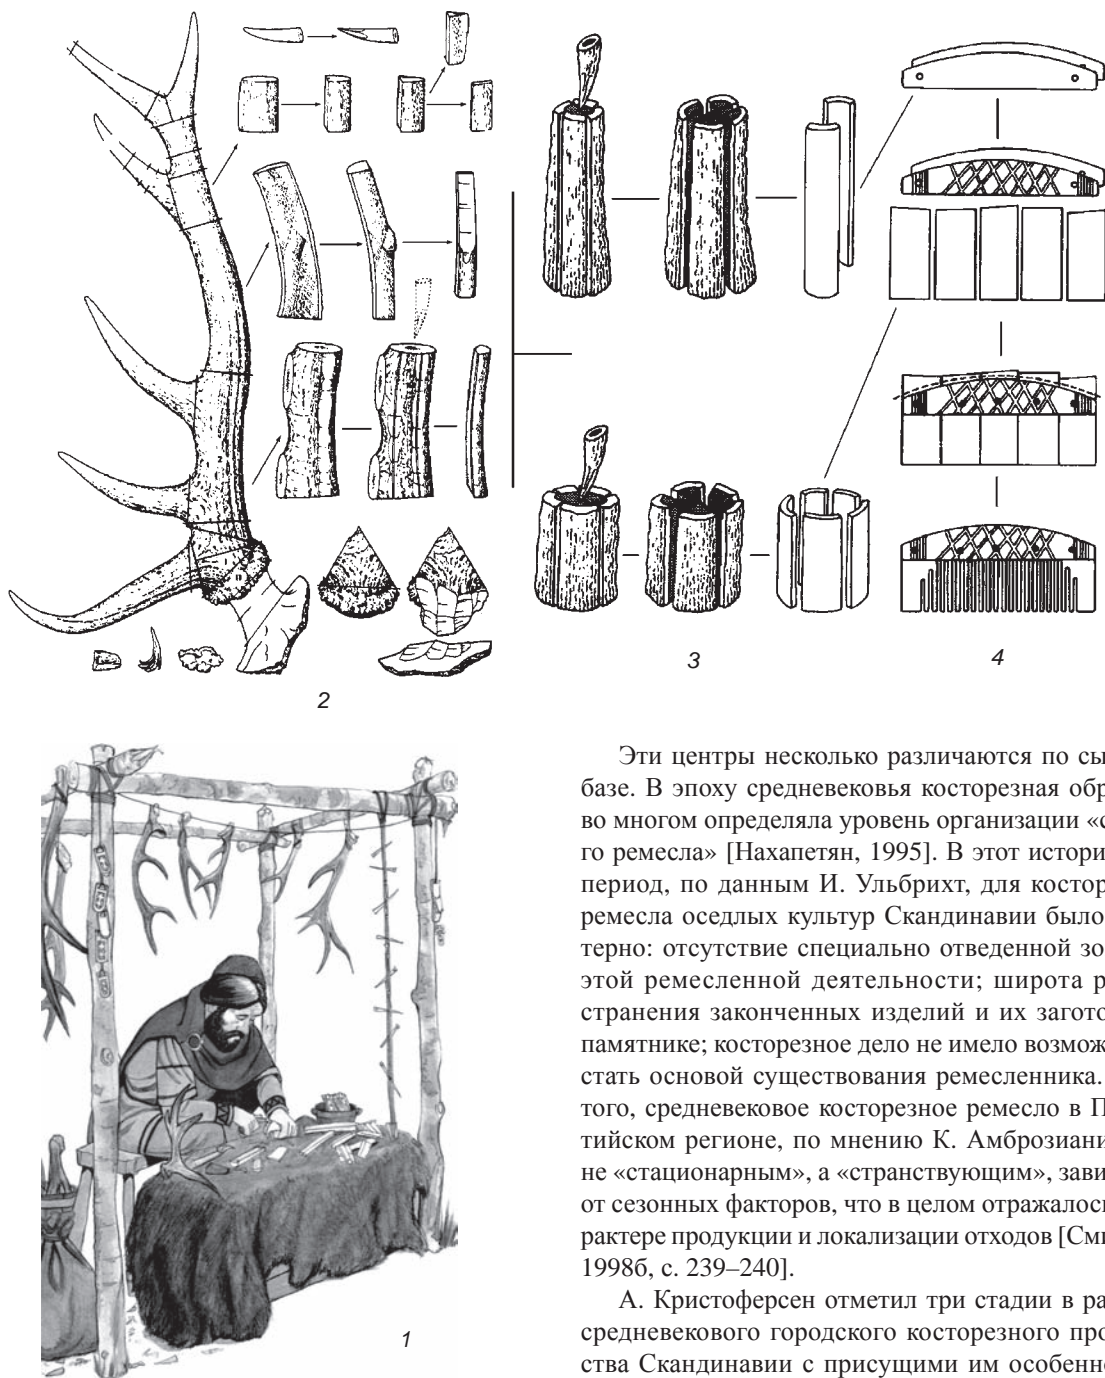 3
4
2
1
Эти центры несколько различаются по сы
базе. В эпоху средневековья косторезная обр
во многом определяла уровень организации «с
го ремесла» [Нахапетян, 1995]. В этот истори
период, по данным И. Ульбрихт, для костор
ремесла оседлых культур Скандинавии было
терно: отсутствие специально отведенной зо
этой ремесленной деятельности; широта р
странения законченных изделий и их загото
памятнике; косторезное дело не имело возмож
стать основой существования ремесленника.
того, средневековое косторезное ремесло в П
тийском регионе, по мнению К. Амброзиани
не «стационарным», а «странствующим», зави
от сезонных факторов, что в целом отражалос
рактере продукции и локализации отходов [См
1998б, с. 239–240].
А. Кристоферсен отметил три стадии в ра
средневекового городского косторезного про
ства Скандинавии с присущими им особенн